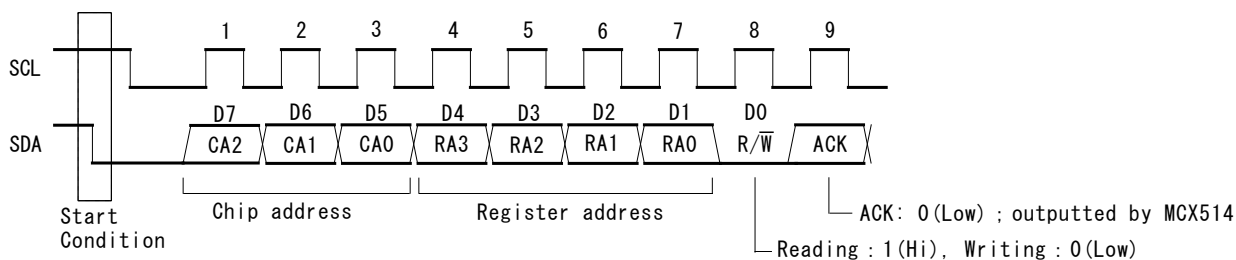 1 2 3 4 5 6 7 8 9
SCL
D7 D6 D5 D4 D3 D2 D1 D0
SDA CA2 CA1 CA0 RA3 RA2 RA1 RA0 R/W̅ ACK
Start Condition
Chip address
Register address
ACK: 0(Low) ; outputted by MCX514
Reading : 1(Hi), Writing : 0(Low)